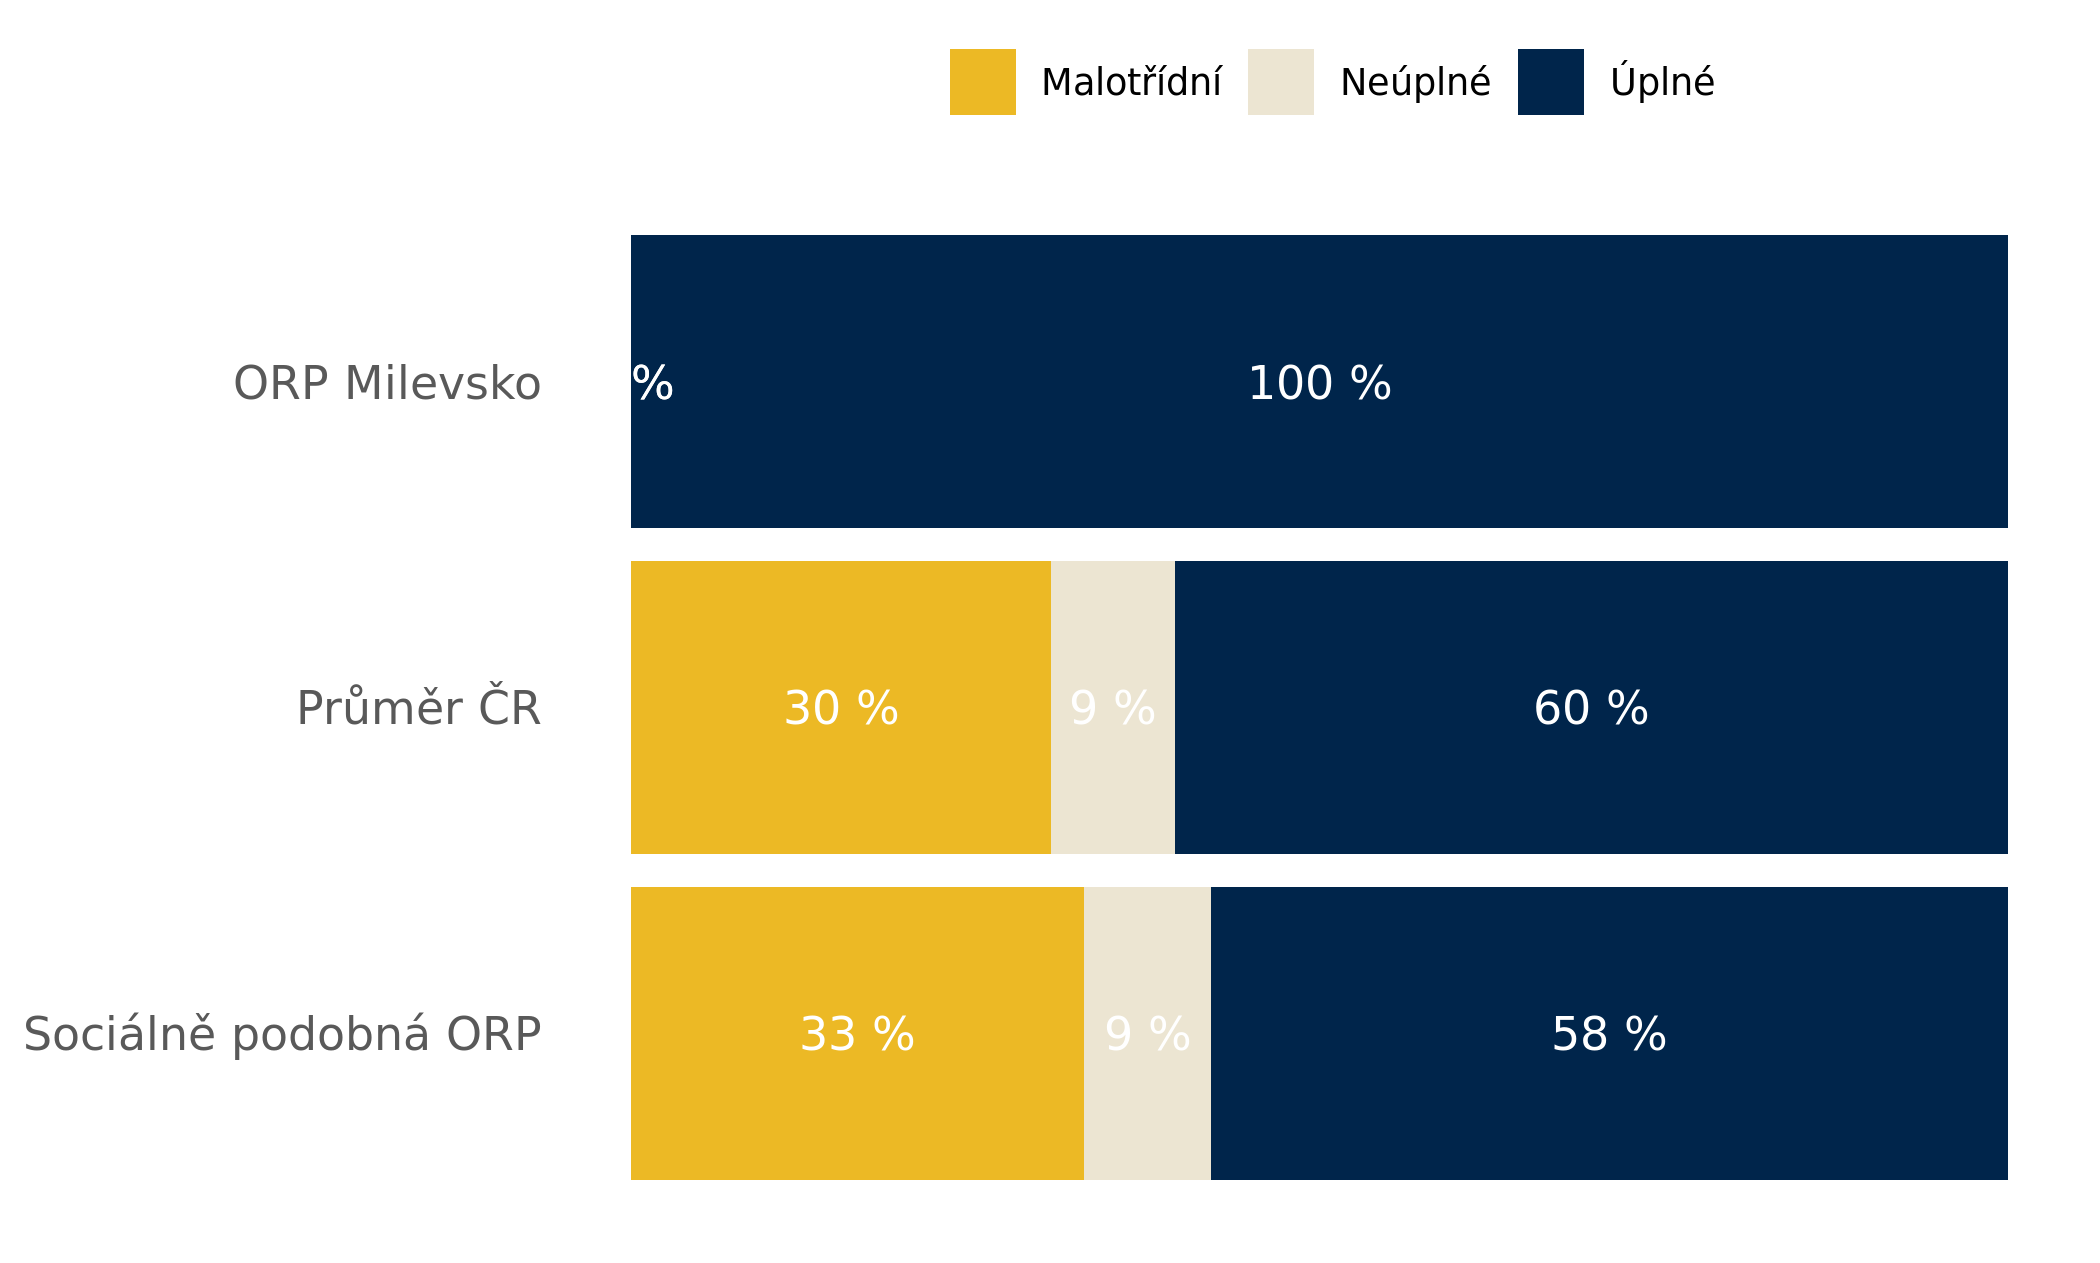 Malotřídní Neúplné Úplné
ORP Milevsko % 100 %
Průměr ČR 30 % 9 % 60 %
Sociálně podobná ORP 33 % 9 % 58 %